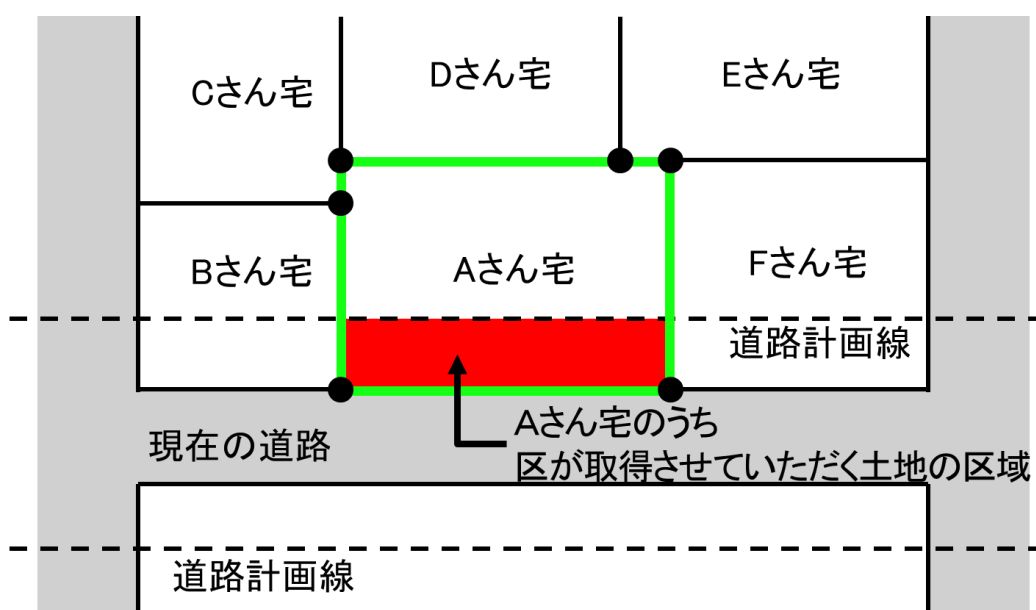 Cさん宅
Dさん宅
Eさん宅
Bさん宅
Aさん宅
Fさん宅
道路計画線
Aさん宅のうち
区が取得させていただく土地の区域
現在の道路
道路計画線